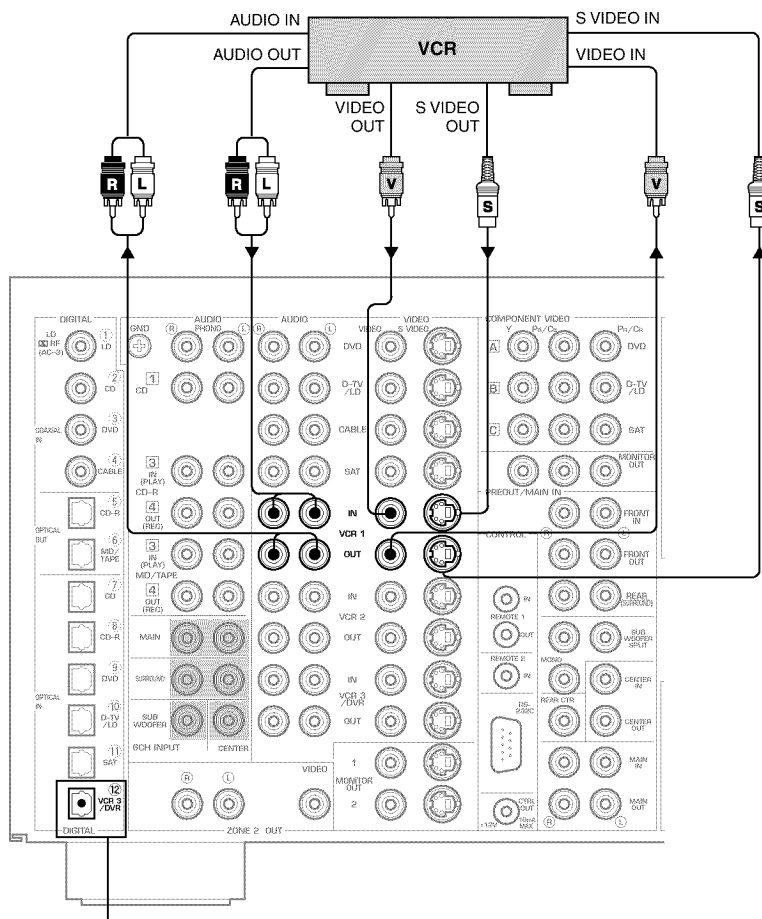 AUDIO IN
S VIDEO IN
VCR
AUDIO OUT
VIDEO IN
VIDEO OUT
S VIDEO OUT
R L
R L
V
S
V
S
DIGITAL
AUDIO
AUDIO
VIDEO
COMPONENT VIDEO
LD
RF
(AC-3)
① LD
GND
Ⓡ PHONO Ⓛ
Ⓡ Ⓛ
VIDEO S VIDEO
Y
DVD
A
DVD
② CD
1
CD
D-TV
/LD
B
D-TV
/LD
COAXIAL
IN
③ DVD
CABLE
C
SAT
④ CABLE
3
IN
(PLAY)
SAT
MONITOR
OUT
CD-R
PREOUT/MAIN IN
⑤ CD-R
4
OUT
(REC)
IN
FRONT
IN
OPTICAL
OUT
VCR 1
CONTROL
Ⓡ Ⓛ
⑥ MD/
TAPE
3
IN
(PLAY)
OUT
FRONT
OUT
MD/TAPE
⑦ CD
4
OUT
(REC)
IN
IN
REAR
(SURROUND)
VCR 2
REMOTE 1
⑧ CD-R
MAIN
OUT
OUT
SUB
WOOFER
SPLIT
REMOTE 2
MONO
⑨ DVD
SURROUND
IN
IN
CENTER
IN
OPTICAL
IN
VCR 3
/DVR
RS-
232C
REAR CTR
⑩ D-TV
/LD
SUB
WOOFER
OUT
CENTER
OUT
6CH INPUT
CENTER
⑪ SAT
VIDEO
1
MAIN
IN
Ⓡ Ⓛ
MONITOR
OUT
⑫ VCR 3
/DVR
2
CTRL
OUT
+12V
10mA
MAX
MAIN
OUT
DIGITAL
ZONE 2 OUT
Ⓡ Ⓛ